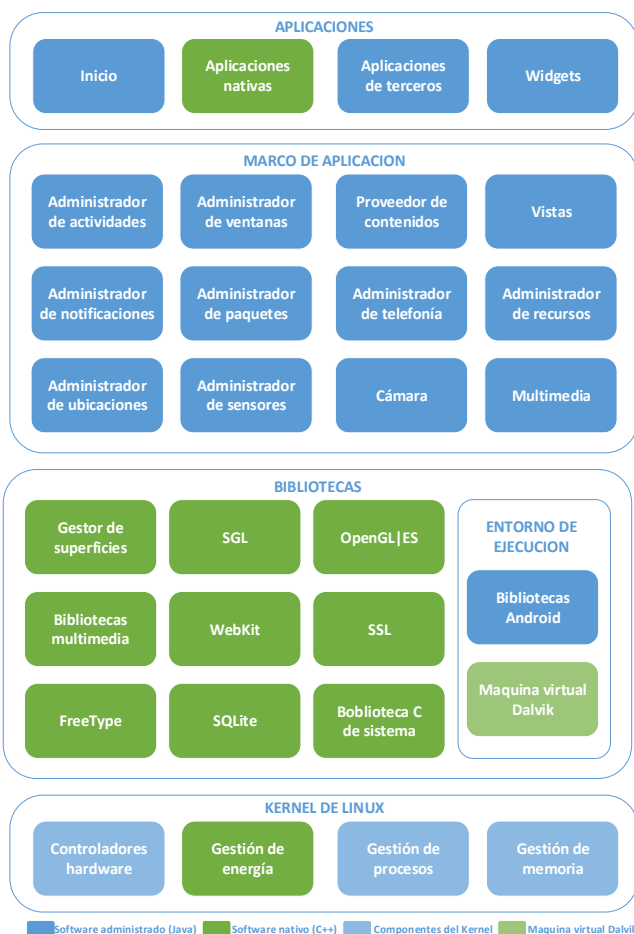 APLICACIONES
Inicio
Aplicaciones
nativas
Aplicaciones
de terceros
Widgets
MARCO DE APLICACION
Administrador
de actividades
Administrador
de ventanas
Proveedor de
contenidos
Vistas
Administrador
de notificaciones
Administrador
de paquetes
Administrador
de telefonía
Administrador
de recursos
Administrador
de ubicaciones
Administrador
de sensores
Cámara
Multimedia
BIBLIOTECAS
Gestor de
superficies
SGL
OpenGL|ES
Bibliotecas
multimedia
WebKit
SSL
FreeType
SQLite
Boblioteca C
de sistema
ENTORNO DE
EJECUCION
Bibliotecas
Android
Maquina virtual
Dalvik
KERNEL DE LINUX
Controladores
hardware
Gestión de
energía
Gestión de
procesos
Gestión de
memoria
Software administrado (Java)
Software nativo (C++)
Componentes del Kernel
Maquina virtual Dalvik